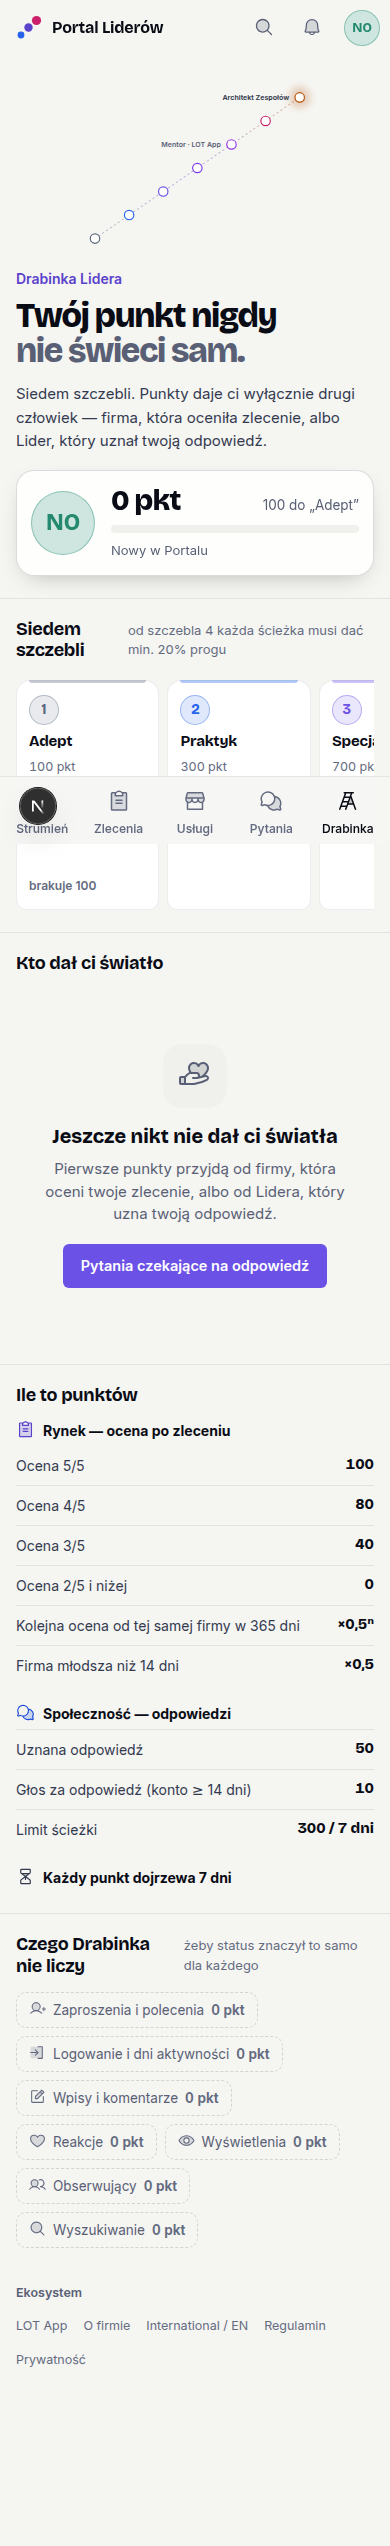 Portal Liderów
NO
Architekt Zespołów
Mentor · LOT App
Drabinka Lidera
Twój punkt nigdy
nie świeci sam.
Siedem szczebli. Punkty daje ci wyłącznie drugi
człowiek — firma, która oceniła zlecenie, albo
Lider, który uznał twoją odpowiedź.
NO
0 pkt
100 do „Adept”
Nowy w Portalu
Siedem
szczebli
od szczebla 4 każda ścieżka musi dać
min. 20% progu
1
2
3
Adept
Praktyk
Specja
100 pkt
300 pkt
700 pk
N
Strumień
Zlecenia
Usługi
Pytania
Drabinka
brakuje 100
Kto dał ci światło
Jeszcze nikt nie dał ci światła
Pierwsze punkty przyjdą od firmy, która
oceni twoje zlecenie, albo od Lidera, który
uzna twoją odpowiedź.
Pytania czekające na odpowiedź
Ile to punktów
Rynek — ocena po zleceniu
Ocena 5/5 100
Ocena 4/5 80
Ocena 3/5 40
Ocena 2/5 i niżej 0
Kolejna ocena od tej samej firmy w 365 dni ×0,5ⁿ
Firma młodsza niż 14 dni ×0,5
Społeczność — odpowiedzi
Uznana odpowiedź 50
Głos za odpowiedź (konto ≥ 14 dni) 10
Limit ścieżki 300 / 7 dni
Każdy punkt dojrzewa 7 dni
Czego Drabinka
nie liczy
żeby status znaczył to samo
dla każdego
Zaproszenia i polecenia 0 pkt
Logowanie i dni aktywności 0 pkt
Wpisy i komentarze 0 pkt
Reakcje 0 pkt
Wyświetlenia 0 pkt
Obserwujący 0 pkt
Wyszukiwanie 0 pkt
Ekosystem
LOT App O firmie International / EN Regulamin
Prywatność